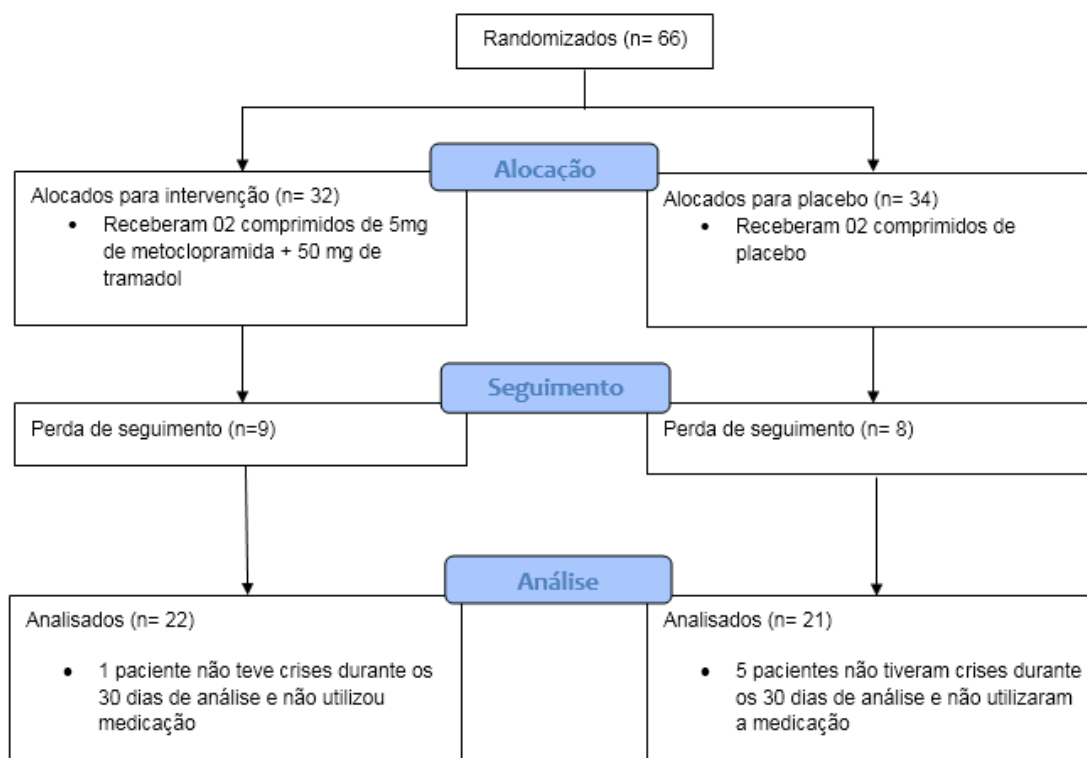 Randomizados (n= 66)
Alocação
Alocados para intervenção (n= 32)
• Receberam 02 comprimidos de 5mg
de metoclopramida + 50 mg de
tramadol
Alocados para placebo (n= 34)
• Receberam 02 comprimidos de
placebo
Seguimento
Perda de seguimento (n=9)
Perda de seguimento (n= 8)
Análise
Analisados (n= 22)
• 1 paciente não teve crises durante os
30 dias de análise e não utilizou
medicação
Analisados (n= 21)
• 5 pacientes não tiveram crises durante
os 30 dias de análise e não utilizaram
a medicação